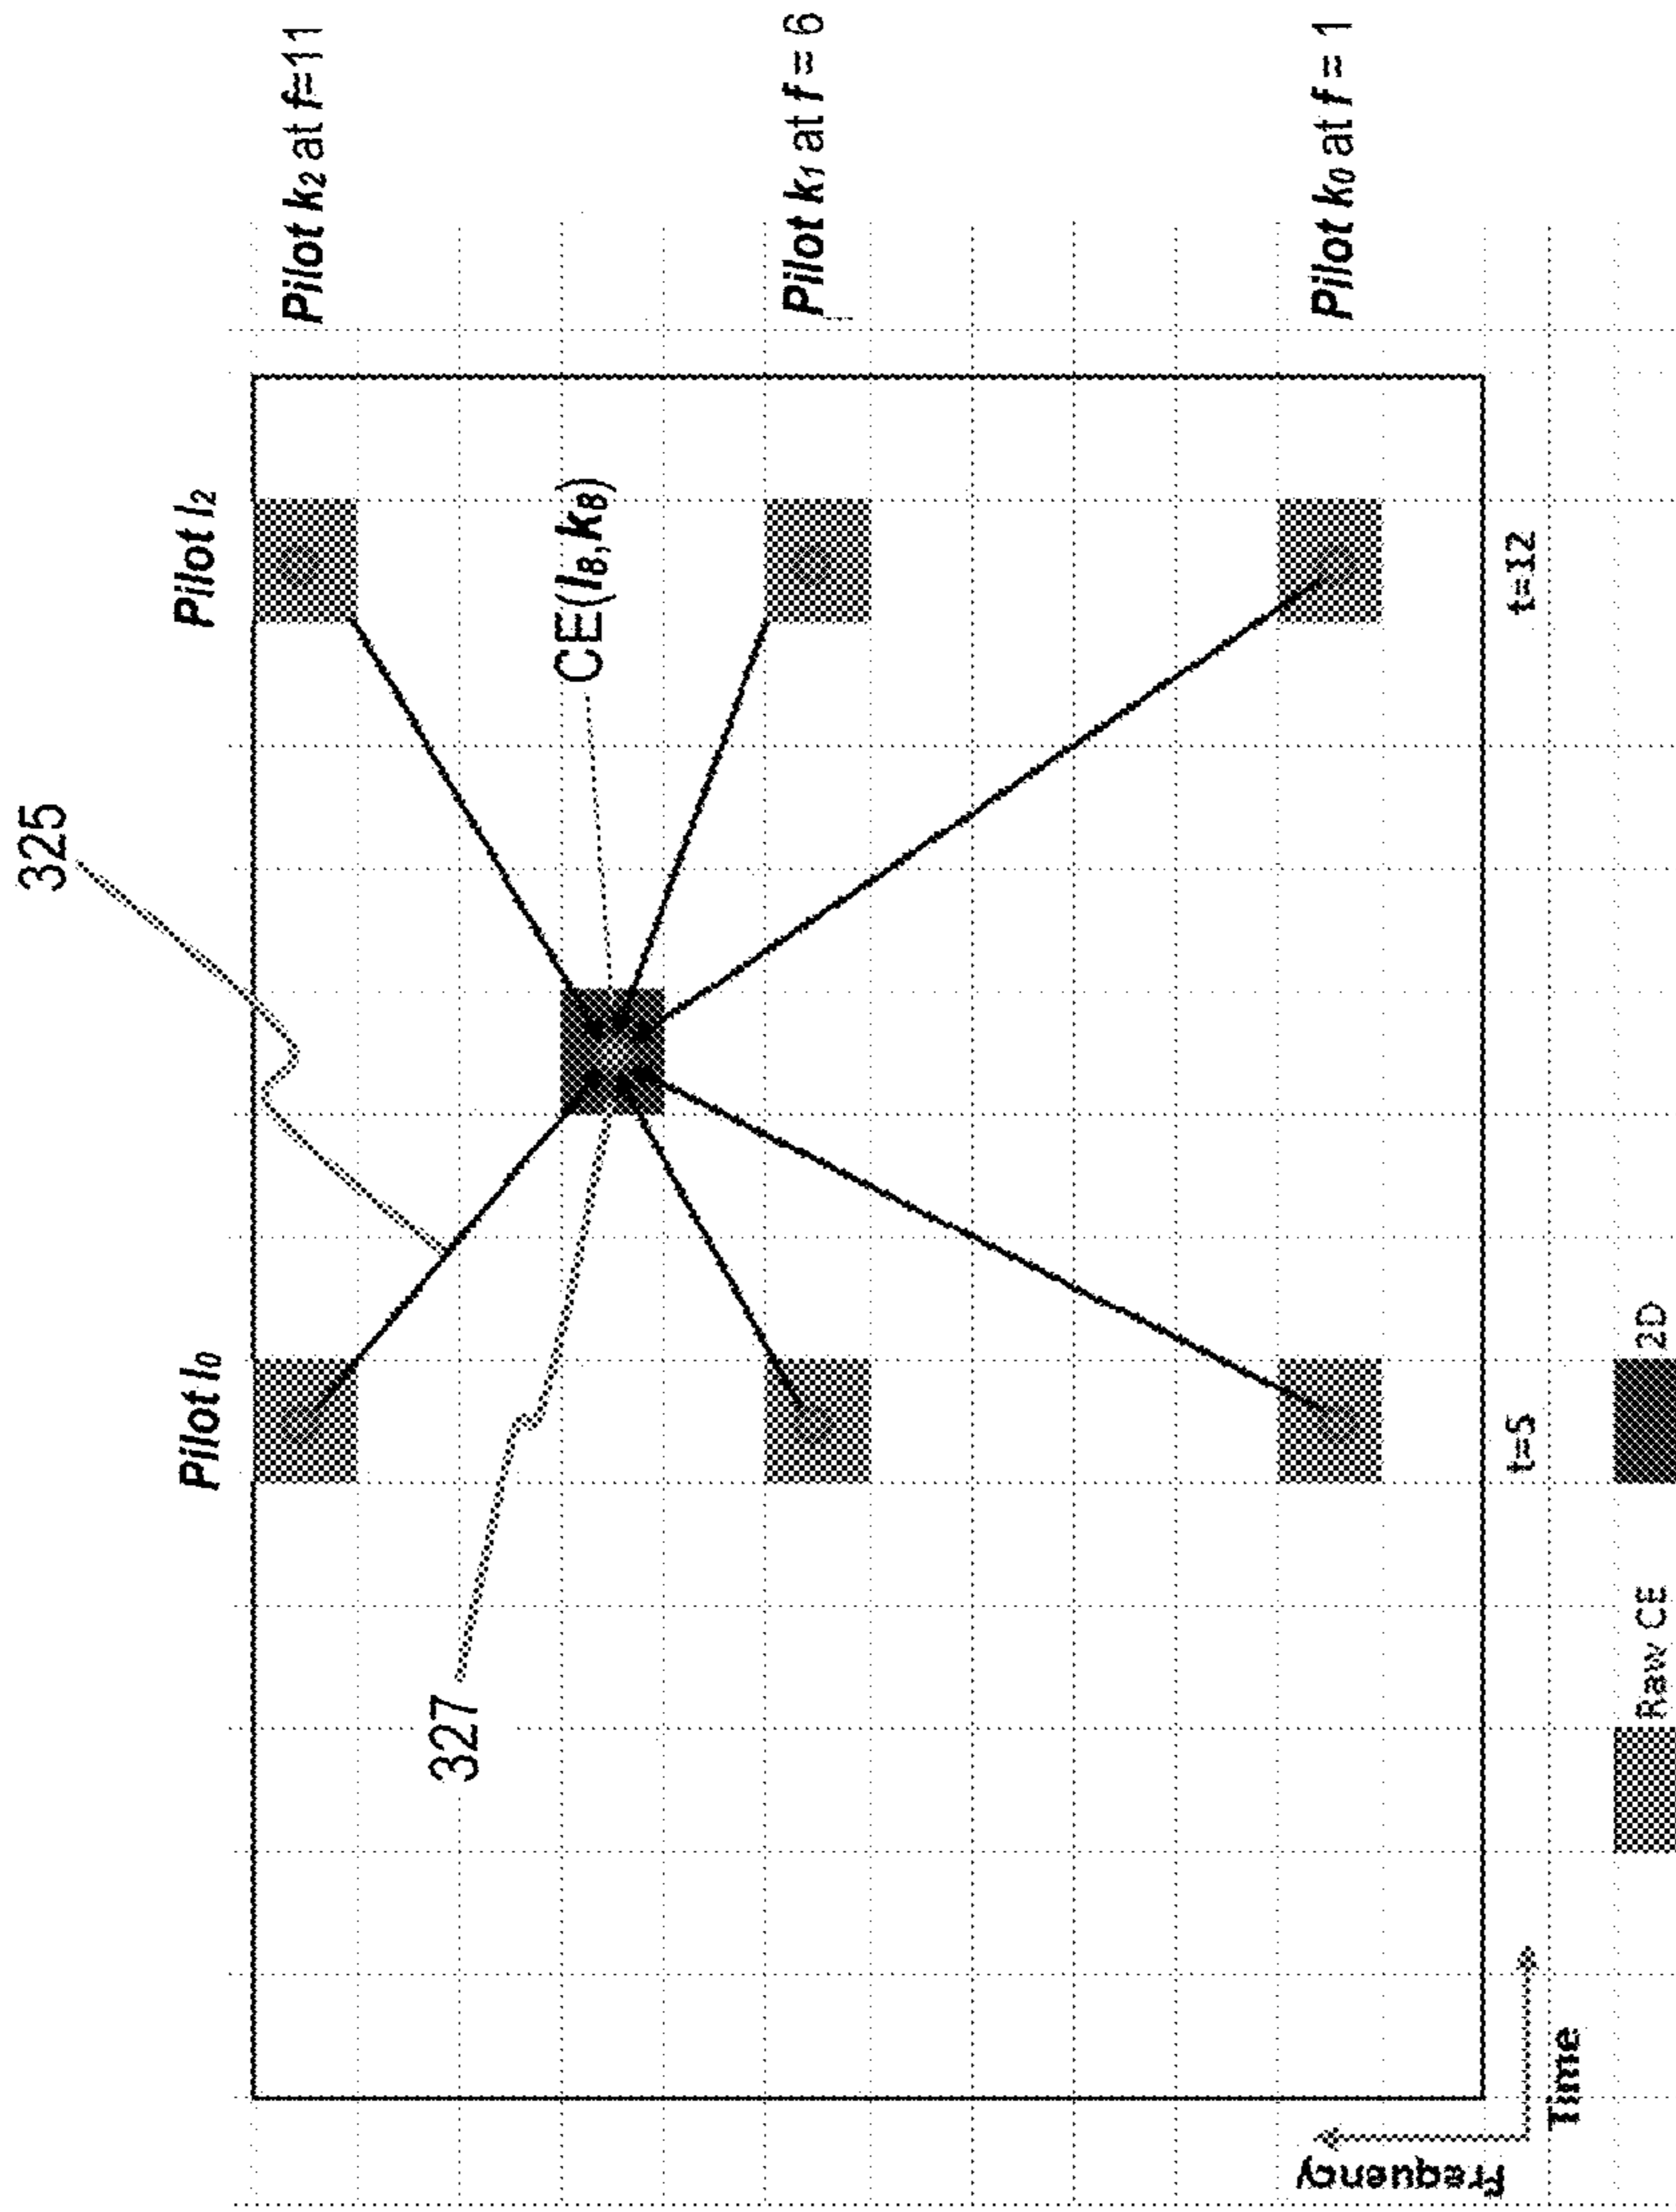 325
Pilot l0
Pilot l2
Pilot k2 at f=11
327
CE(l8,k8)
Pilot k1 at f = 6
Pilot k0 at f = 1
t=5
t=12
frequency
Time
Raw CE
2D